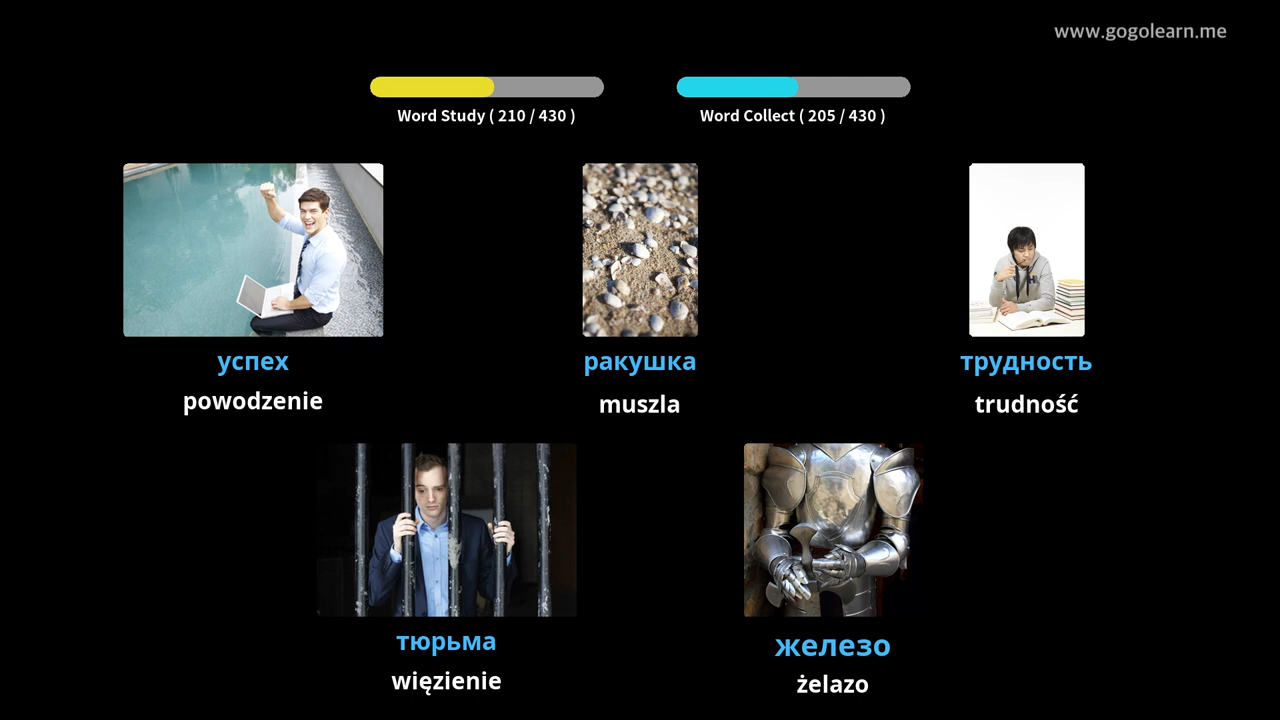 www.gogolearn.me
Word Study ( 210 / 430 )
Word Collect ( 205 / 430 )
успех
powodzenie
ракушка
muszla
трудность
trudność
тюрьма
więzienie
железо
żelazo